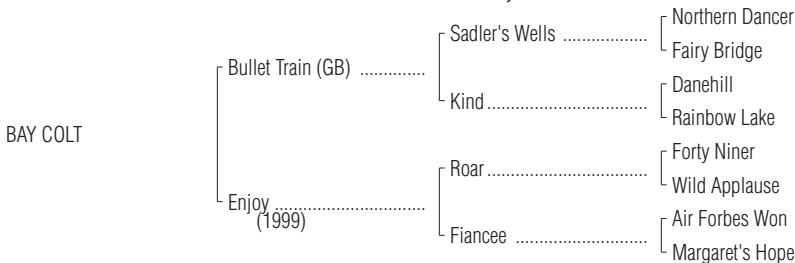 Northern Dancer
Sadler's Wells ..................
Fairy Bridge
Bullet Train (GB) ..............
Danehill
Kind..................................
Rainbow Lake
BAY COLT
Forty Niner
Roar..................................
Wild Applause
Enjoy ................................
(1999)
Air Forbes Won
Fiancee ............................
Margaret's Hope